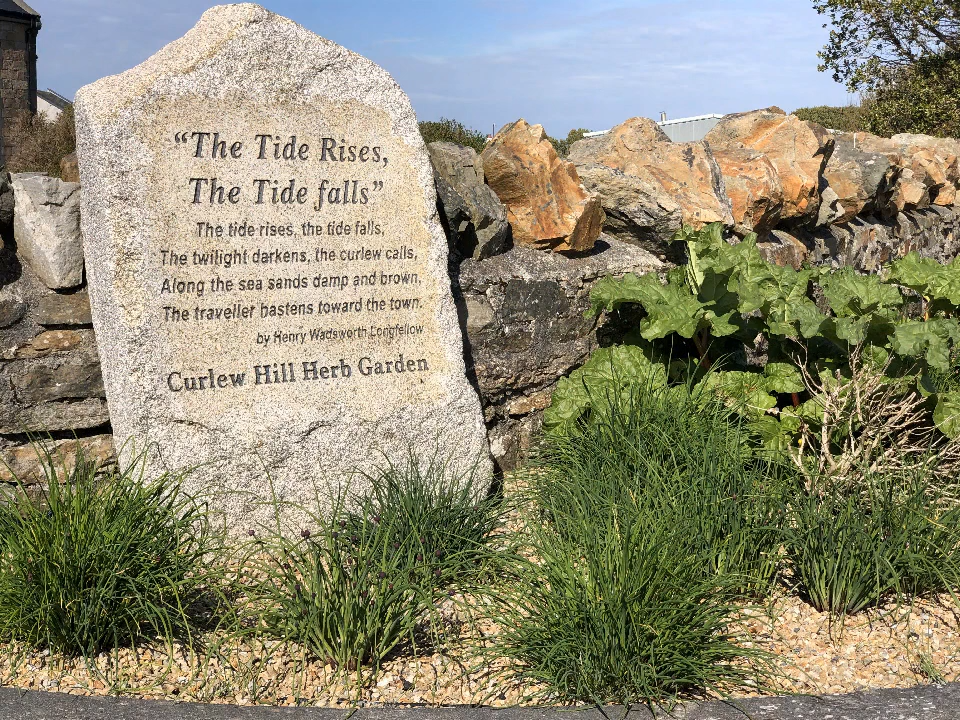 “The Tide Rises,
The Tide falls”
The tide rises, the tide falls,
The twilight darkens, the curlew calls,
Along the sea sands damp and brown,
The traveller hastens toward the town.
by Henry Wadsworth Longfellow
Curlew Hill Herb Garden